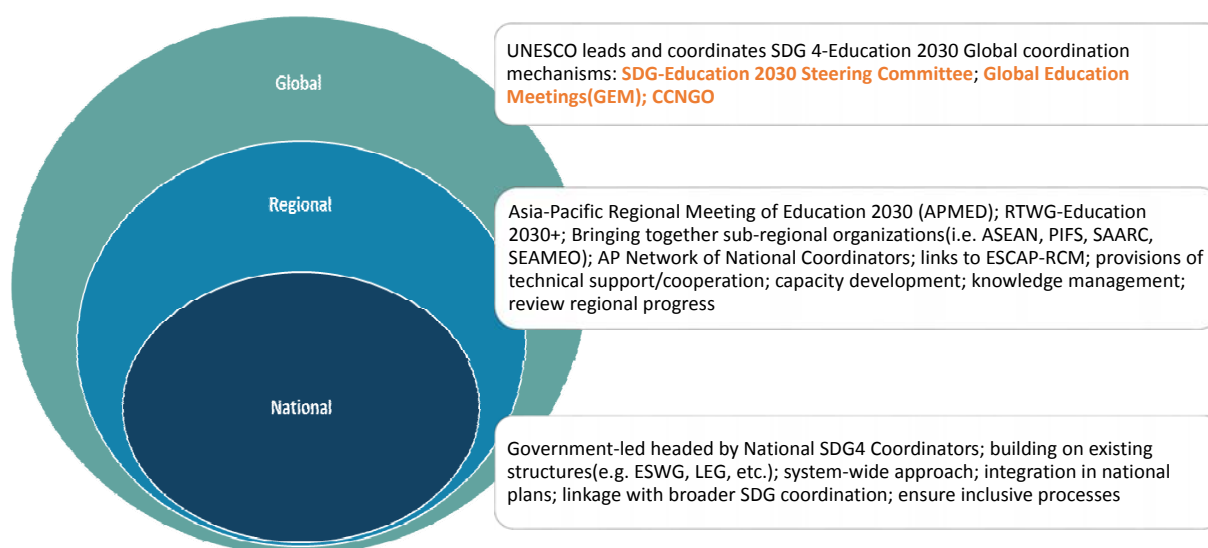 Global
UNESCO leads and coordinates SDG 4-Education 2030 Global coordination
mechanisms: SDG-Education 2030 Steering Committee; Global Education
Meetings(GEM); CCNGO
Regional
Asia-Pacific Regional Meeting of Education 2030 (APMED); RTWG-Education
2030+; Bringing together sub-regional organizations(i.e. ASEAN, PIFS, SAARC,
SEAMEO); AP Network of National Coordinators; links to ESCAP-RCM; provisions of
technical support/cooperation; capacity development; knowledge management;
review regional progress
National
Government-led headed by National SDG4 Coordinators; building on existing
structures(e.g. ESWG, LEG, etc.); system-wide approach; integration in national
plans; linkage with broader SDG coordination; ensure inclusive processes